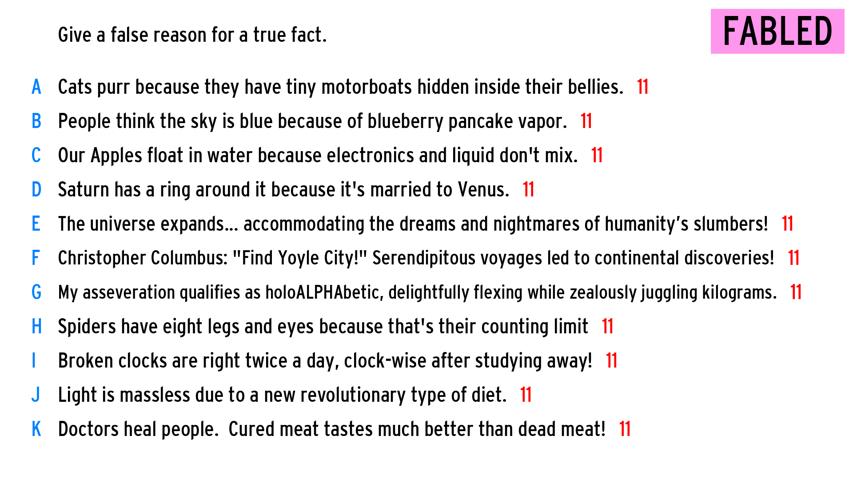 Give a false reason for a true fact.
FABLED
A Cats purr because they have tiny motorboats hidden inside their bellies. 11
B People think the sky is blue because of blueberry pancake vapor. 11
C Our Apples float in water because electronics and liquid don't mix. 11
D Saturn has a ring around it because it's married to Venus. 11
E The universe expands... accommodating the dreams and nightmares of humanity’s slumbers! 11
F Christopher Columbus: "Find Yoyle City!" Serendipitous voyages led to continental discoveries! 11
G My asseveration qualifies as holoALPHAbetic, delightfully flexing while zealously juggling kilograms. 11
H Spiders have eight legs and eyes because that's their counting limit 11
I Broken clocks are right twice a day, clock-wise after studying away! 11
J Light is massless due to a new revolutionary type of diet. 11
K Doctors heal people.  Cured meat tastes much better than dead meat! 11